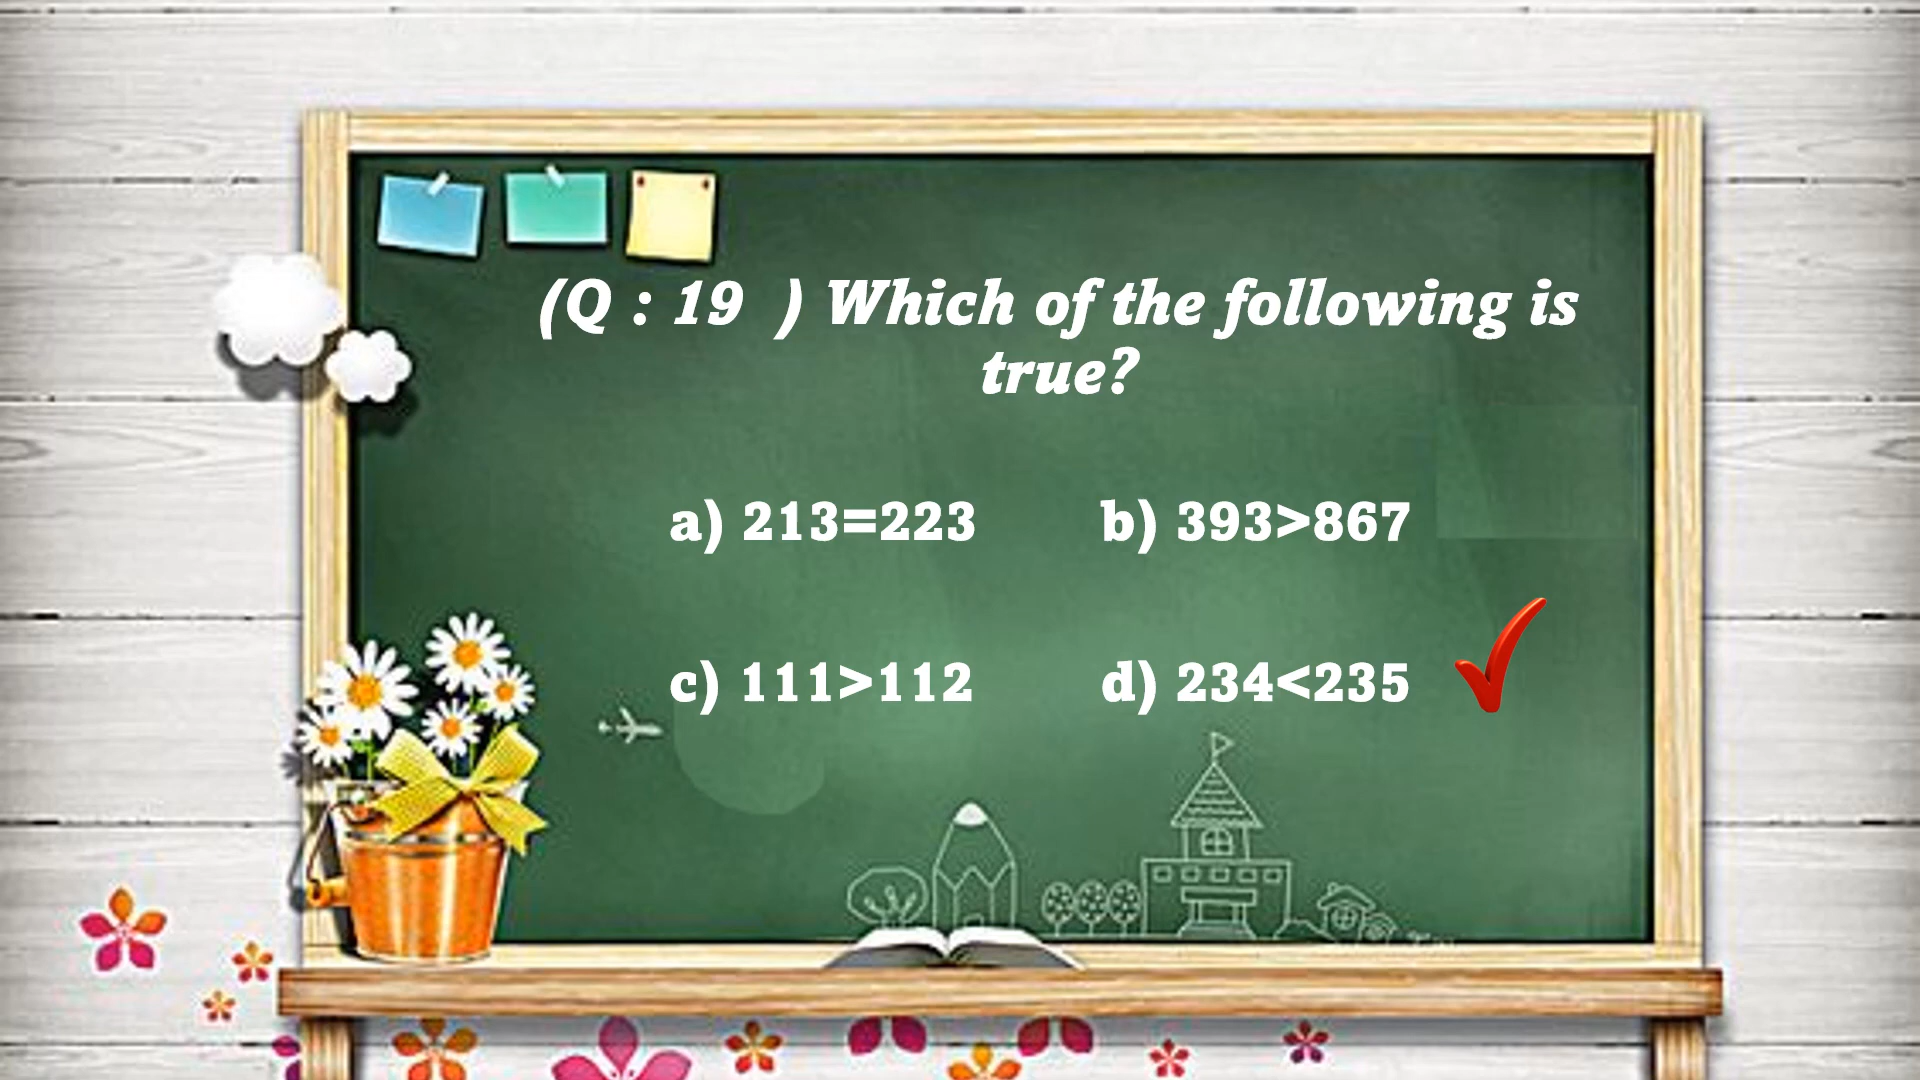 (Q : 19 ) Which of the following is
true?
a) 213=223 b) 393>867
c) 111>112 d) 234<235